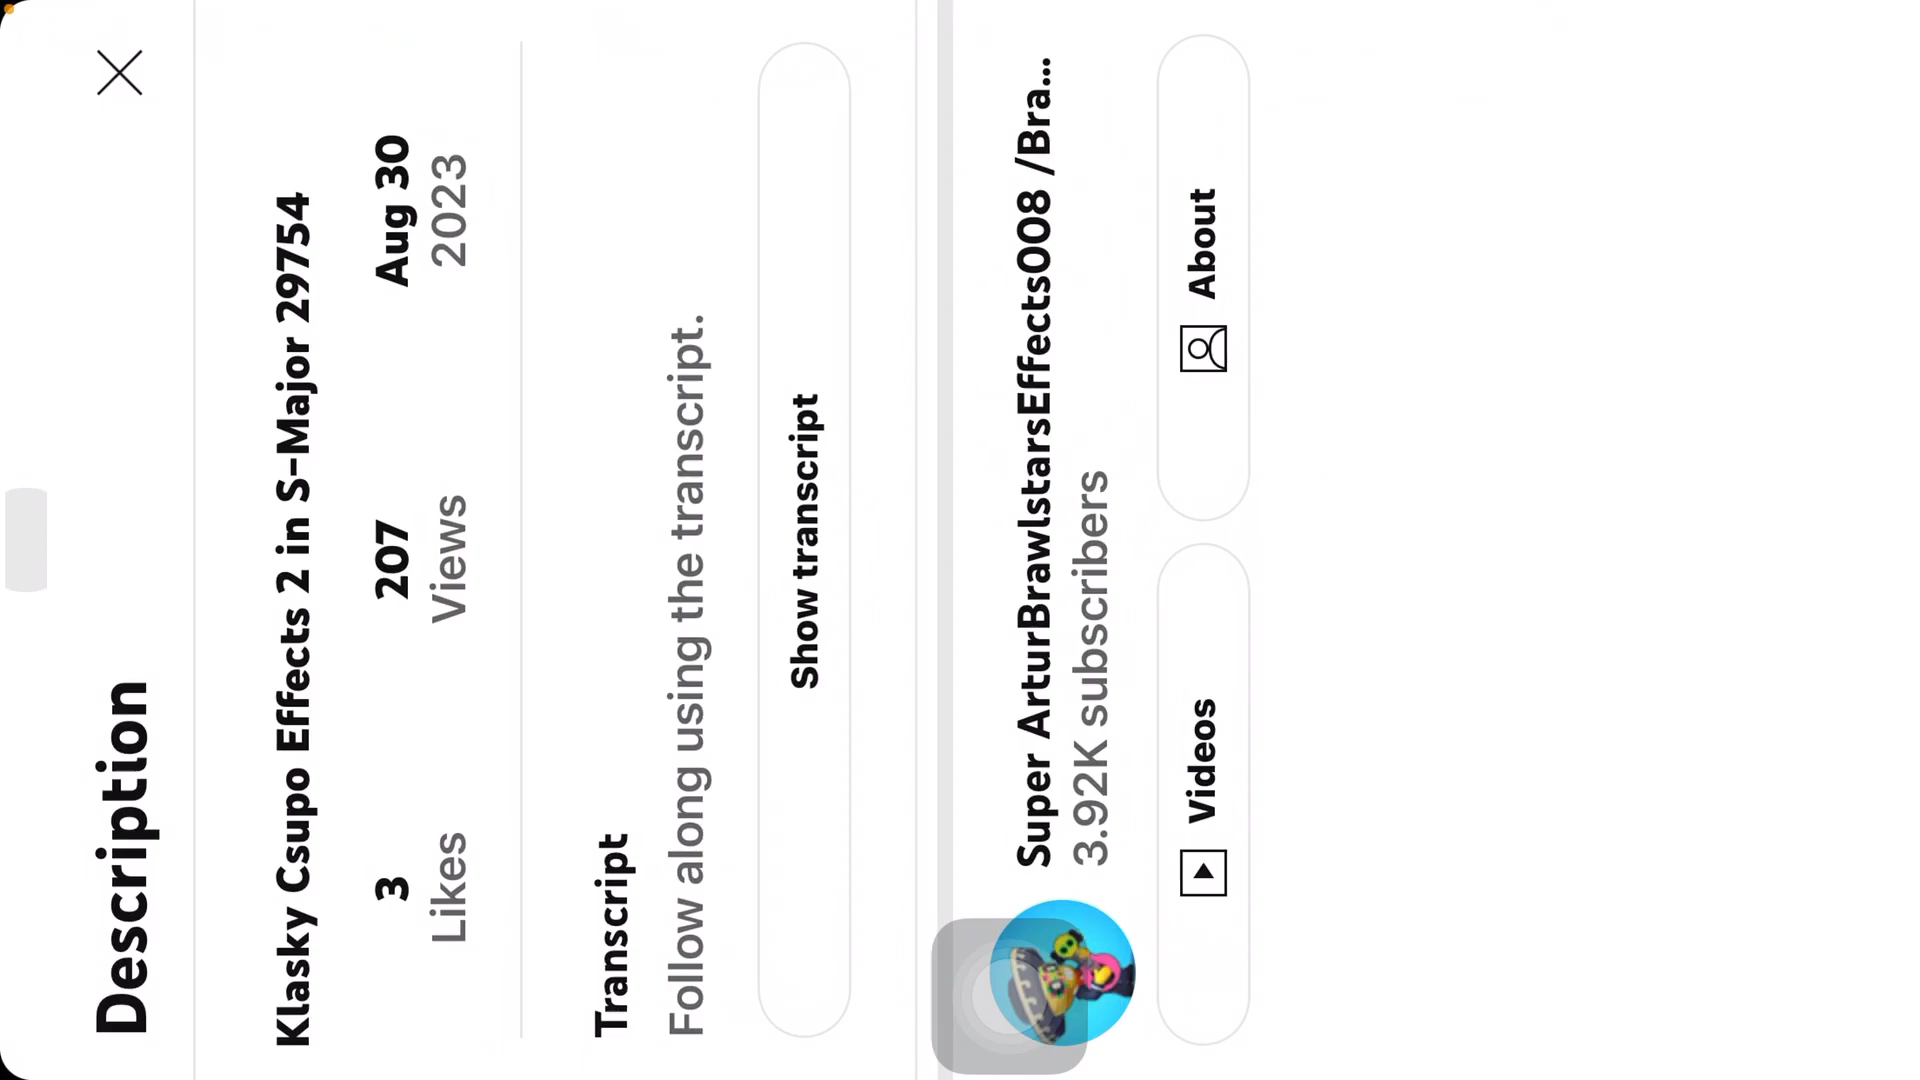 Description
Klasky Csupo Effects 2 in S-Major 29754
3 207 Aug 30
Likes Views 2023
Transcript
Follow along using the transcript.
Show transcript
Super ArturBrawlstarsEffects008 /Bra...
3.92K subscribers
Videos About